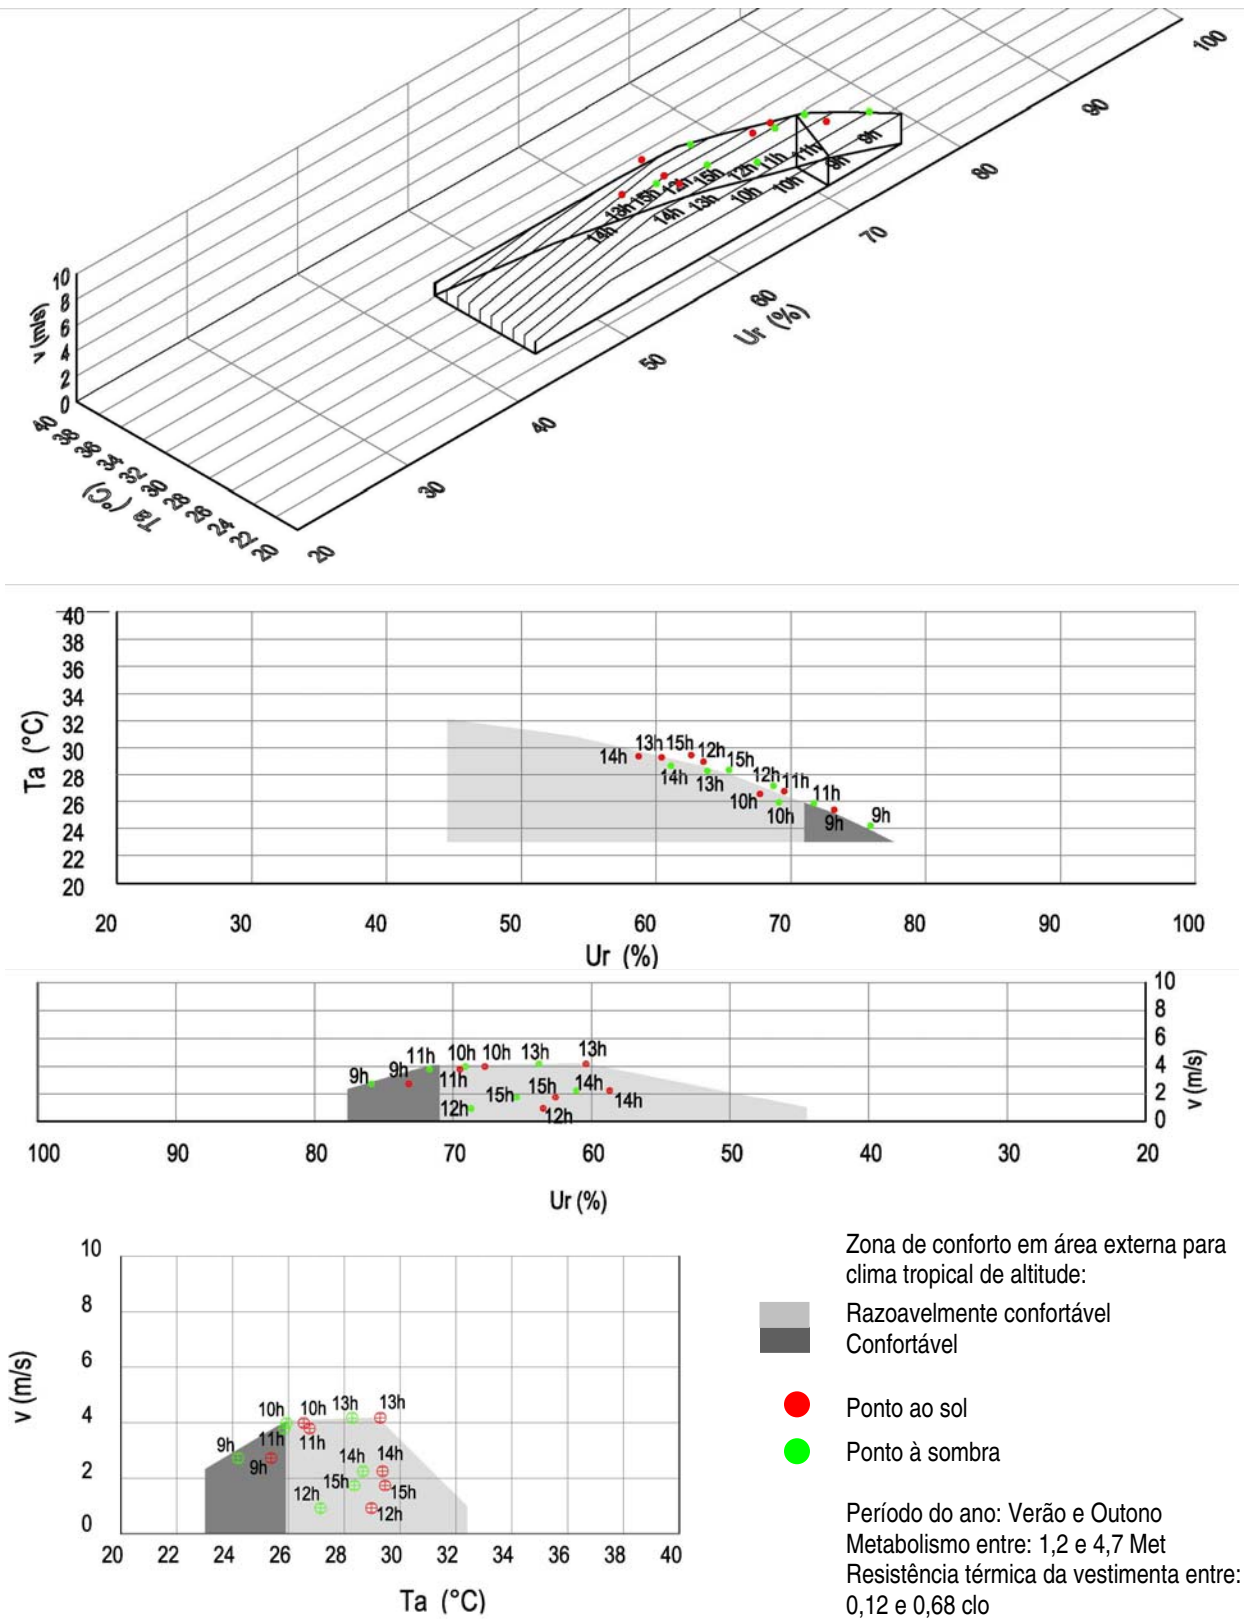 100
90
80
70
60
50
40
30
20
Ur (%)
10
8
6
4
2
0
v (m/s)
40
38
36
34
32
30
28
26
24
22
20
Ta (°C)
9h
9h
11h
11h
12h
10h
15h
10h
12h
13h
15h
14h
13h
14h
40
38
36
34
32
30
28
26
24
22
20
Ta (°C)
14h
13h
15h
12h
15h
14h
13h
12h
11h
10h
10h
11h
9h
9h
20
30
40
50
60
70
80
90
100
Ur (%)
10
8
6
4
2
0
v (m/s)
9h
9h
11h
10h
10h
13h
13h
11h
12h
15h
15h
14h
14h
12h
100
90
80
70
60
50
40
30
20
Ur (%)
10
8
6
4
2
0
v (m/s)
10h
10h
13h
13h
9h
11h
11h
9h
14h
14h
15h
15h
12h
12h
20
22
24
26
28
30
32
34
36
38
40
Ta (°C)
Zona de conforto em área externa para
clima tropical de altitude:
Razoavelmente confortável
Confortável
Ponto ao sol
Ponto à sombra
Período do ano: Verão e Outono
Metabolismo entre: 1,2 e 4,7 Met
Resistência térmica da vestimenta entre:
0,12 e 0,68 clo